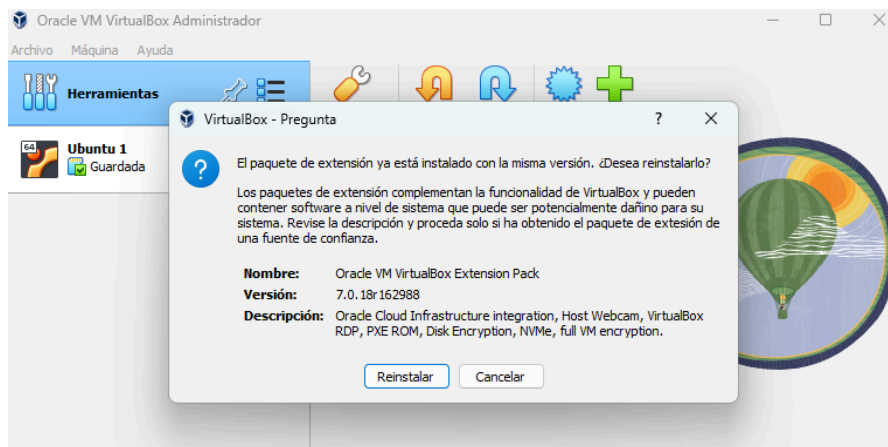 Oracle VM VirtualBox Administrador
Archivo Máquina Ayuda
Herramientas
64
Ubuntu 1
Guardada
VirtualBox - Pregunta
?
El paquete de extensión ya está instalado con la misma versión. ¿Desea reinstalarlo?
Los paquetes de extensión complementan la funcionalidad de VirtualBox y pueden
contener software a nivel de sistema que puede ser potencialmente dañino para su
sistema. Revise la descripción y proceda solo si ha obtenido el paquete de extesión de
una fuente de confianza.
Nombre: Oracle VM VirtualBox Extension Pack
Versión: 7.0.18r162988
Descripción: Oracle Cloud Infrastructure integration, Host Webcam, VirtualBox
RDP, PXE ROM, Disk Encryption, NVMe, full VM encryption.
Reinstalar Cancelar